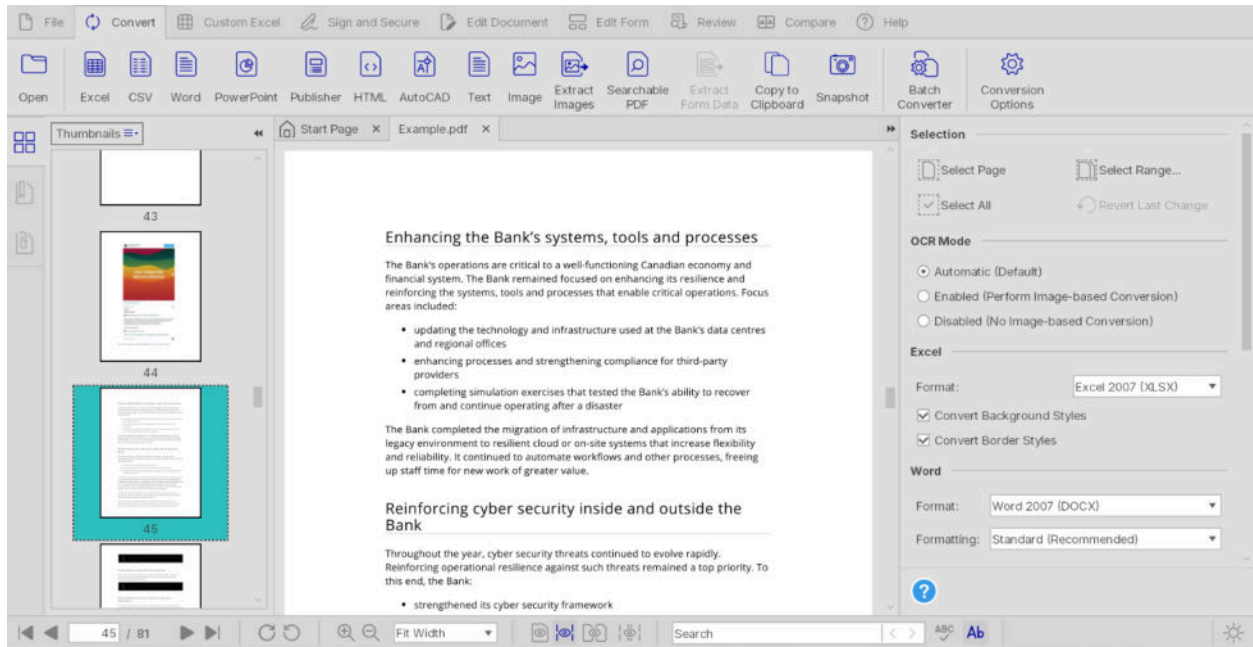 File Convert Custom Excel Sign and Secure Edit Document Edit Form Review Compare Help
Open Excel CSV Word PowerPoint Publisher HTML AutoCAD Text Image Extract Images Searchable PDF Extract Form Data Copy to Clipboard Snapshot Batch Converter Conversion Options
Thumbnails
Start Page
Example.pdf
43
44
45
Enhancing the Bank's systems, tools and processes
The Bank's operations are critical to a well-functioning Canadian economy and
financial system. The Bank remained focused on enhancing its resilience and
reinforcing the systems, tools and processes that enable critical operations. Focus
areas included:
• updating the technology and infrastructure used at the Bank's data centres
and regional offices
• enhancing processes and strengthening compliance for third-party
providers
• completing simulation exercises that tested the Bank's ability to recover
from and continue operating after a disaster
The Bank completed the migration of infrastructure and applications from its
legacy environment to resilient cloud or on-site systems that increase flexibility
and reliability. It continued to automate workflows and other processes, freeing
up staff time for new work of greater value.
Reinforcing cyber security inside and outside the
Bank
Throughout the year, cyber security threats continued to evolve rapidly.
Reinforcing operational resilience against such threats remained a top priority. To
this end, the Bank:
• strengthened its cyber security framework
Selection
Select Page Select Range...
Select All Revert Last Change
OCR Mode
Automatic (Default)
Enabled (Perform Image-based Conversion)
Disabled (No Image-based Conversion)
Excel
Format: Excel 2007 (XLSX)
Convert Background Styles
Convert Border Styles
Word
Format: Word 2007 (DOCX)
Formatting: Standard (Recommended)
?
45 / 81 Fit Width Search ABC Ab